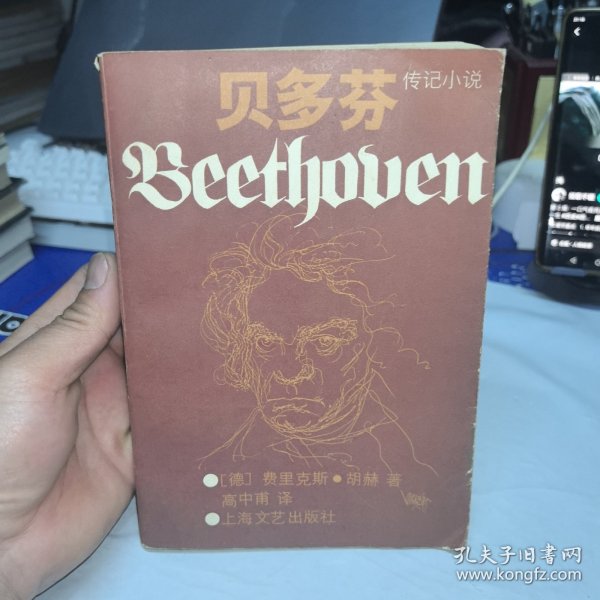 贝多芬
传记小说
Beethoven
●[德] 费里克斯●胡赫 著
高中甫 译
●上海文艺出版社
孔夫子旧书网
www.kongfz.com